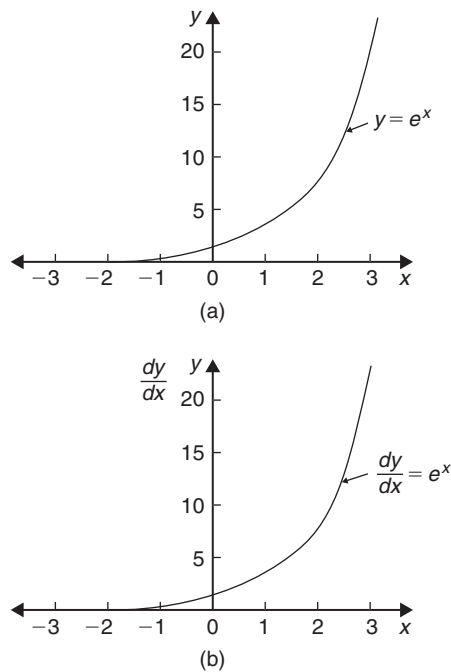 y
20
15
y = e^x
10
5
−3 −2 −1 0 1 2 3 x
(a)
dy/dx y
20
15
dy/dx = e^x
10
5
−3 −2 −1 0 1 2 3 x
(b)